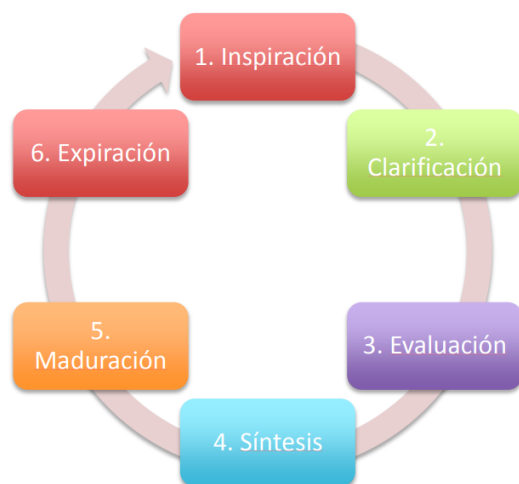 1. Inspiración
2.
Clarificación
3. Evaluación
4. Síntesis
5.
Maduración
6. Expiración